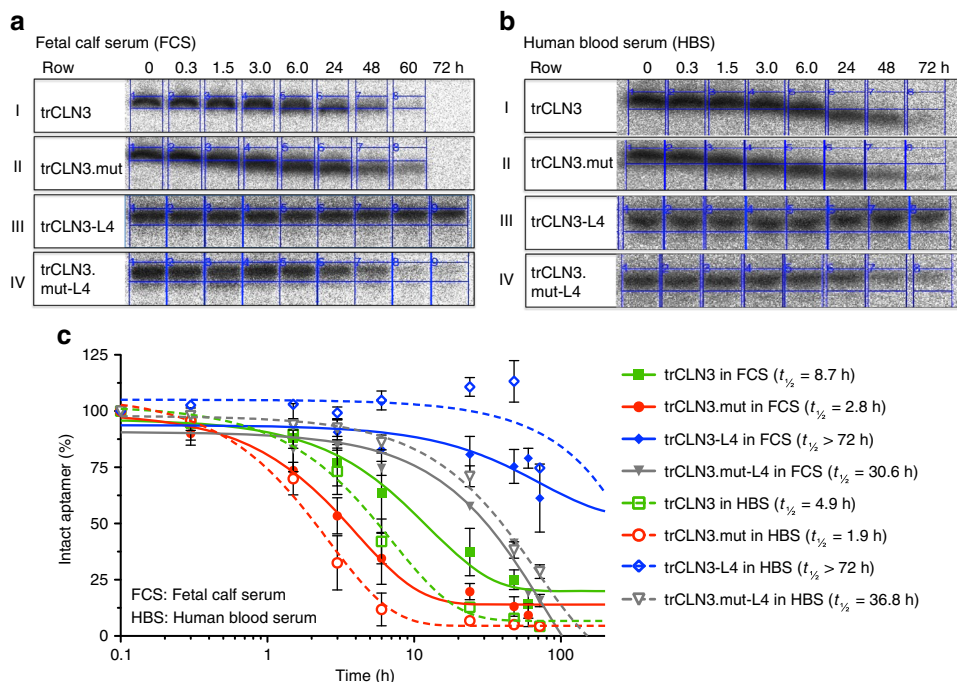 a
Fetal calf serum (FCS)
Row 0 0.3 1.5 3.0 6.0 24 48 60 72 h
I trCLN3
II trCLN3.mut
III trCLN3-L4
IV trCLN3.
mut-L4
b
Human blood serum (HBS)
Row 0 0.3 1.5 3.0 6.0 24 48 72 h
I trCLN3
II trCLN3.mut
III trCLN3-L4
IV trCLN3.
mut-L4
c
Intact aptamer (%)
125
100
75
50
25
0
FCS: Fetal calf serum
HBS: Human blood serum
0.1 1 10 100
Time (h)
trCLN3 in FCS (t½ = 8.7 h)
trCLN3.mut in FCS (t½ = 2.8 h)
trCLN3-L4 in FCS (t½ > 72 h)
trCLN3.mut-L4 in FCS (t½ = 30.6 h)
trCLN3 in HBS (t½ = 4.9 h)
trCLN3.mut in HBS (t½ = 1.9 h)
trCLN3-L4 in HBS (t½ > 72 h)
trCLN3.mut-L4 in HBS (t½ = 36.8 h)